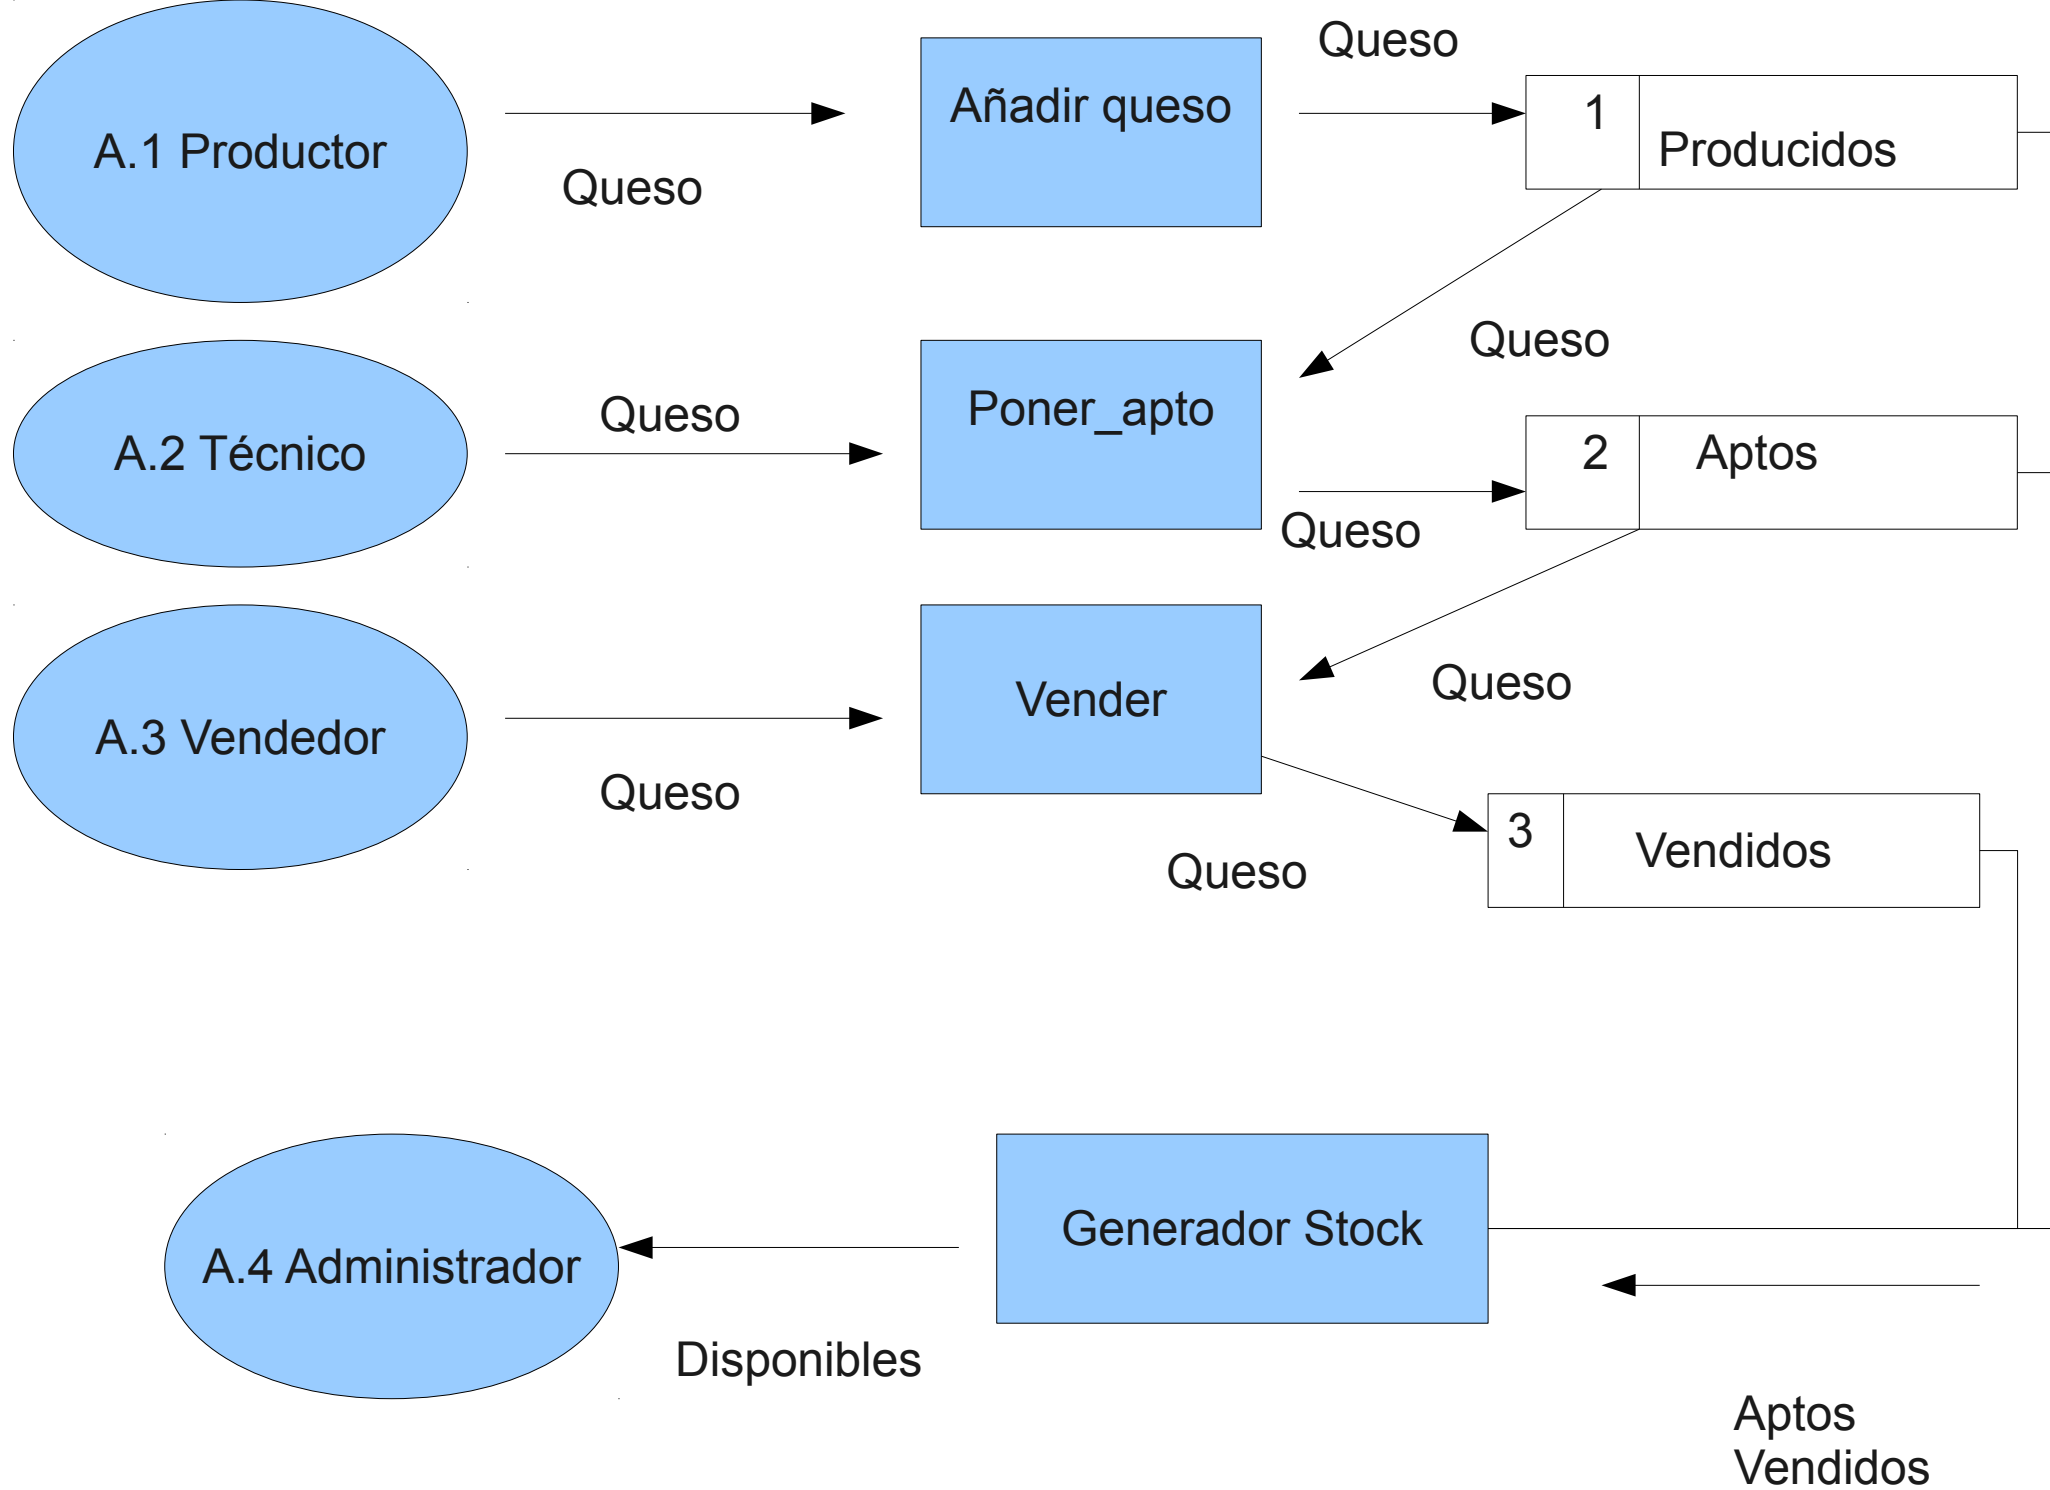 Queso
A.1 Productor
Añadir queso
1
Producidos
Queso
Queso
A.2 Técnico
Queso
Poner_apto
2
Aptos
Queso
Queso
A.3 Vendedor
Vender
Queso
3
Vendidos
Queso
A.4 Administrador
Generador Stock
Disponibles
Aptos
Vendidos